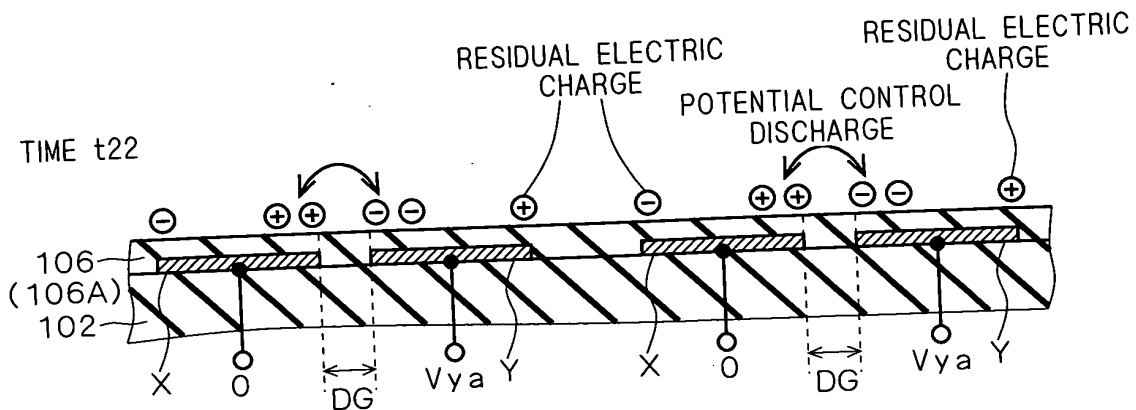 RESIDUAL ELECTRIC
CHARGE
RESIDUAL ELECTRIC
CHARGE
POTENTIAL CONTROL
DISCHARGE
TIME t22
− + + − − + − + + − − +
106
(106A)
102
X O DG Vya Y X O DG Vya Y